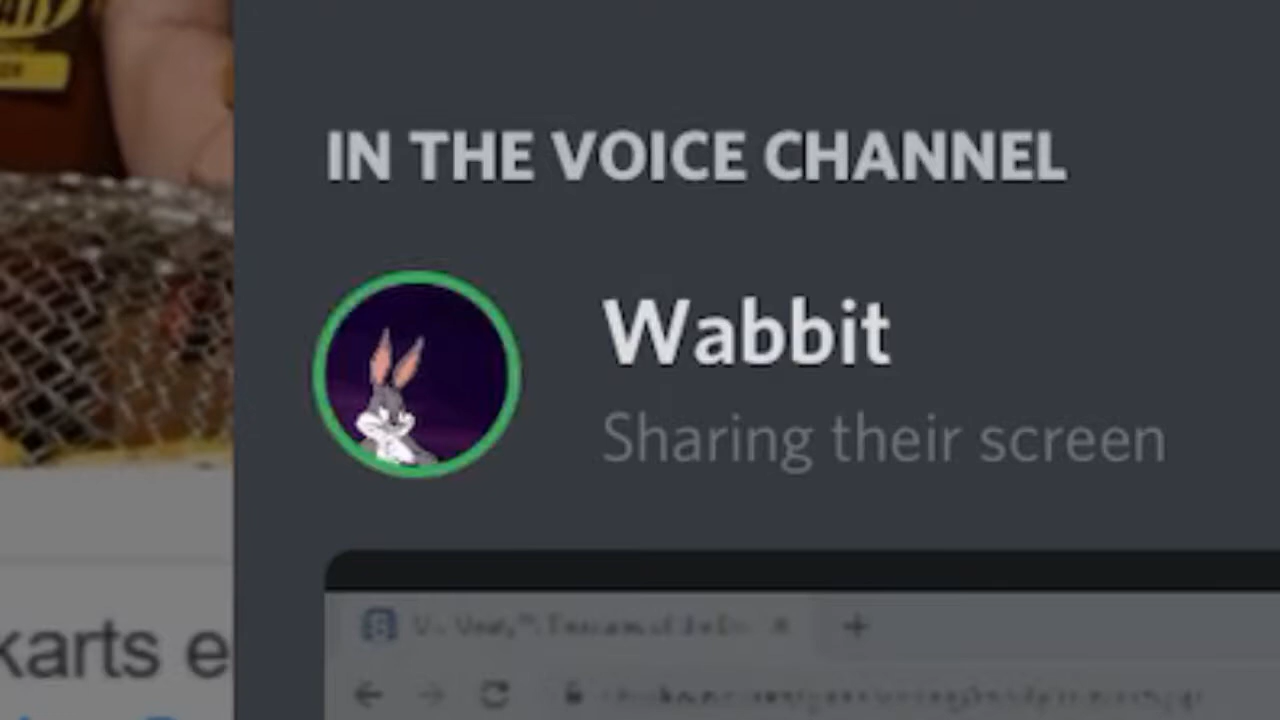 IN THE VOICE CHANNEL
Wabbit
Sharing their screen
karts e